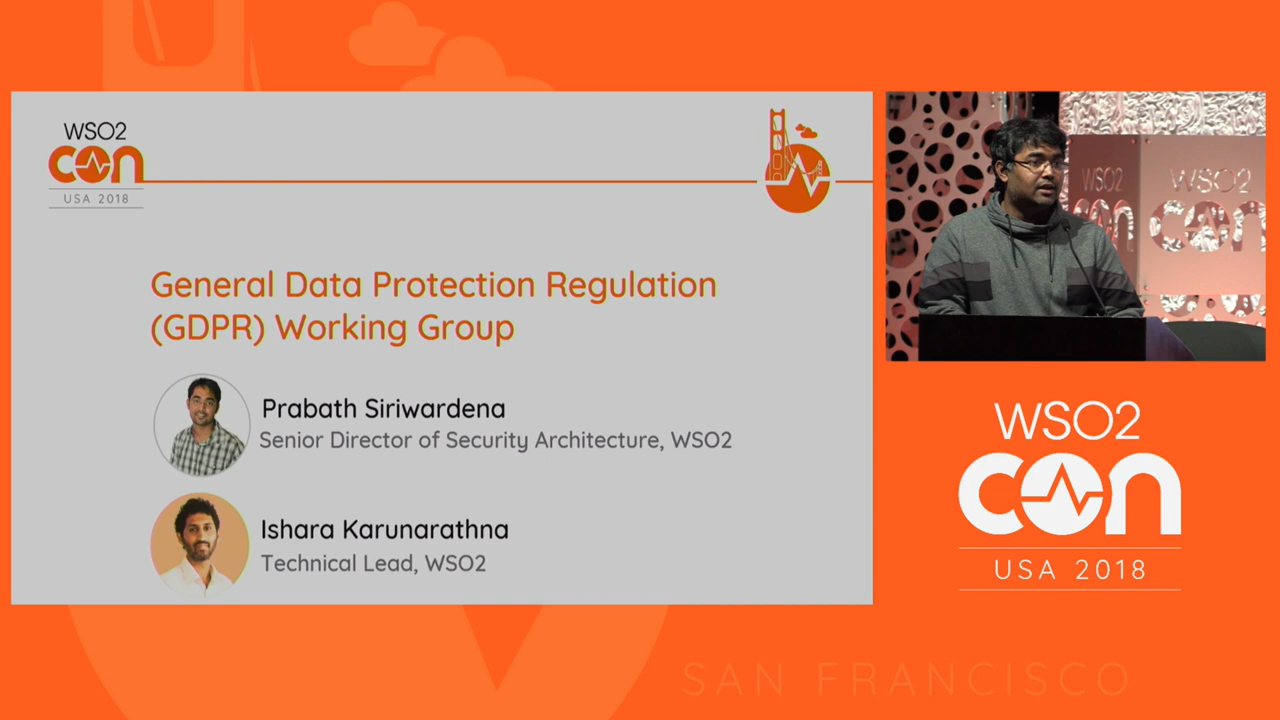 WSO2
con
USA 2018
General Data Protection Regulation
(GDPR) Working Group
Prabath Siriwardena
Senior Director of Security Architecture, WSO2
Ishara Karunarathna
Technical Lead, WSO2
WSO2
con
WSO2
con
WSO2
con
USA 2018
SAN FRANCISCO